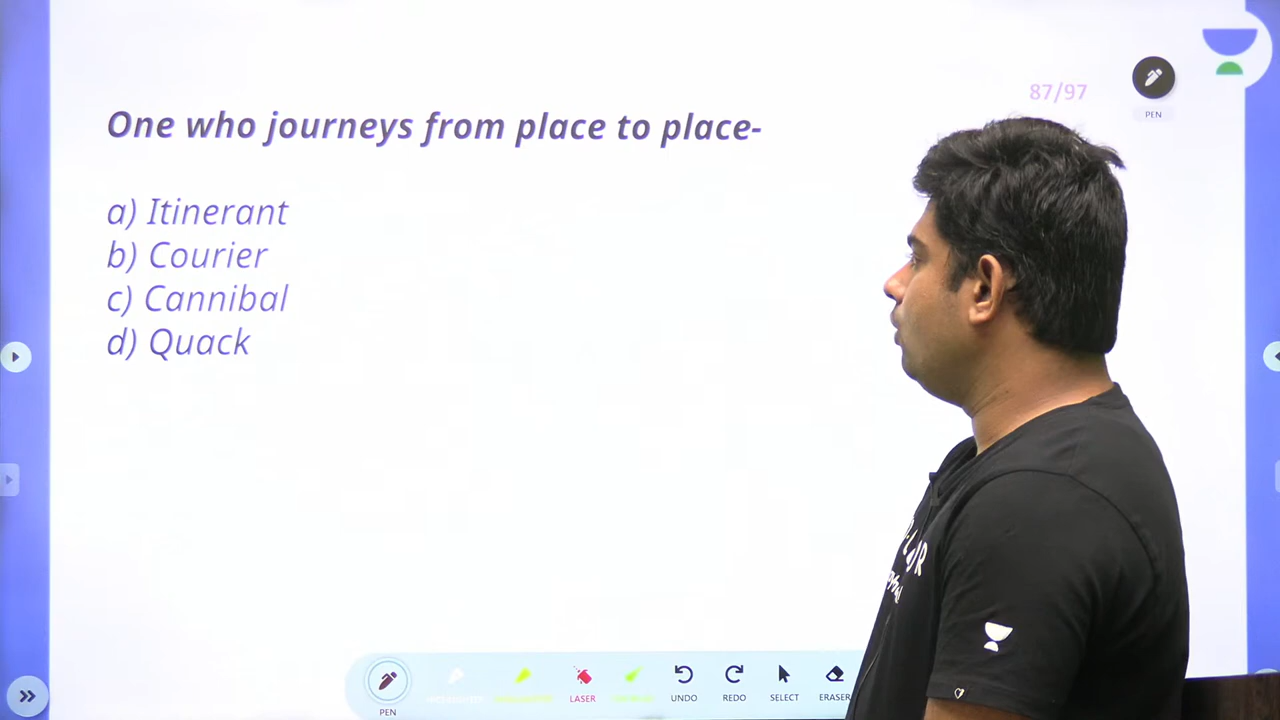 87/97
PEN
One who journeys from place to place-
a) Itinerant
b) Courier
c) Cannibal
d) Quack
PEN
LASER
UNDO
REDO
SELECT
ERASER